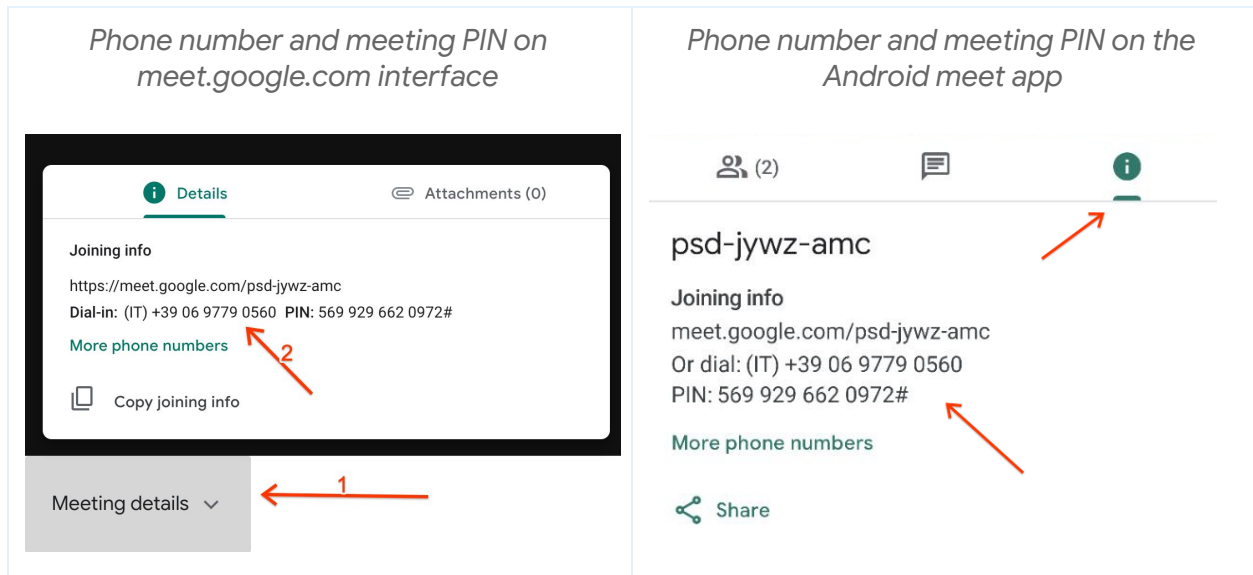 Phone number and meeting PIN on
meet.google.com interface
Details
Attachments (0)
Joining info
https://meet.google.com/psd-jywz-amc
Dial-in: (IT) +39 06 9779 0560 PIN: 569 929 662 0972#
More phone numbers
2
Copy joining info
Meeting details
1
Phone number and meeting PIN on the
Android meet app
(2)
psd-jywz-amc
Joining info
meet.google.com/psd-jywz-amc
Or dial: (IT) +39 06 9779 0560
PIN: 569 929 662 0972#
More phone numbers
Share